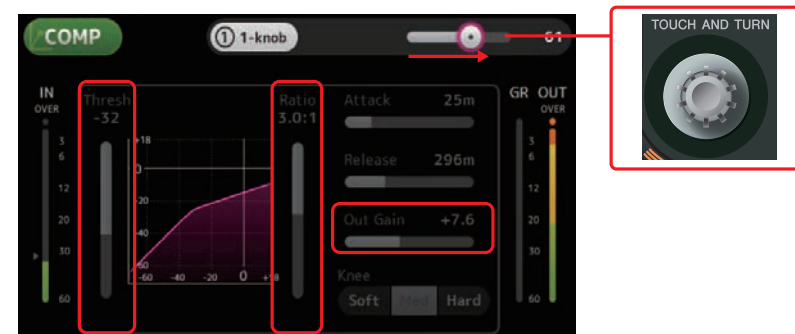 COMP
① 1-knob
61
TOUCH AND TURN
IN
OVER
3
6
12
20
30
60
Thresh
-32
+18
0
-20
-40
-60
-60 -40 -20 0 +18
Ratio
3.0:1
Attack 25m
Release 296m
Out Gain +7.6
Knee
Soft Med Hard
GR OUT
OVER
3
6
12
20
30
60